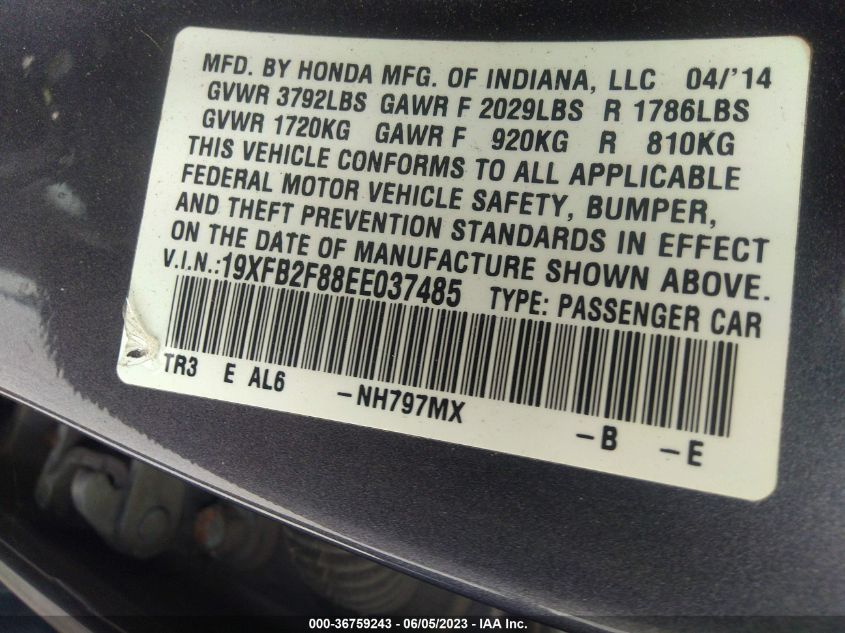 MFD. BY HONDA MFG. OF INDIANA, LLC 04/'14
GVWR 3792LBS GAWR F 2029LBS R 1786LBS
GVWR 1720KG GAWR F 920KG R 810KG
THIS VEHICLE CONFORMS TO ALL APPLICABLE
FEDERAL MOTOR VEHICLE SAFETY, BUMPER,
AND THEFT PREVENTION STANDARDS IN EFFECT
ON THE DATE OF MANUFACTURE SHOWN ABOVE.
V.I.N.:19XFB2F88EE037485 TYPE: PASSENGER CAR
TR3 E AL6 -NH797MX -B -E
000-36759243 - 06/05/2023 - IAA Inc.